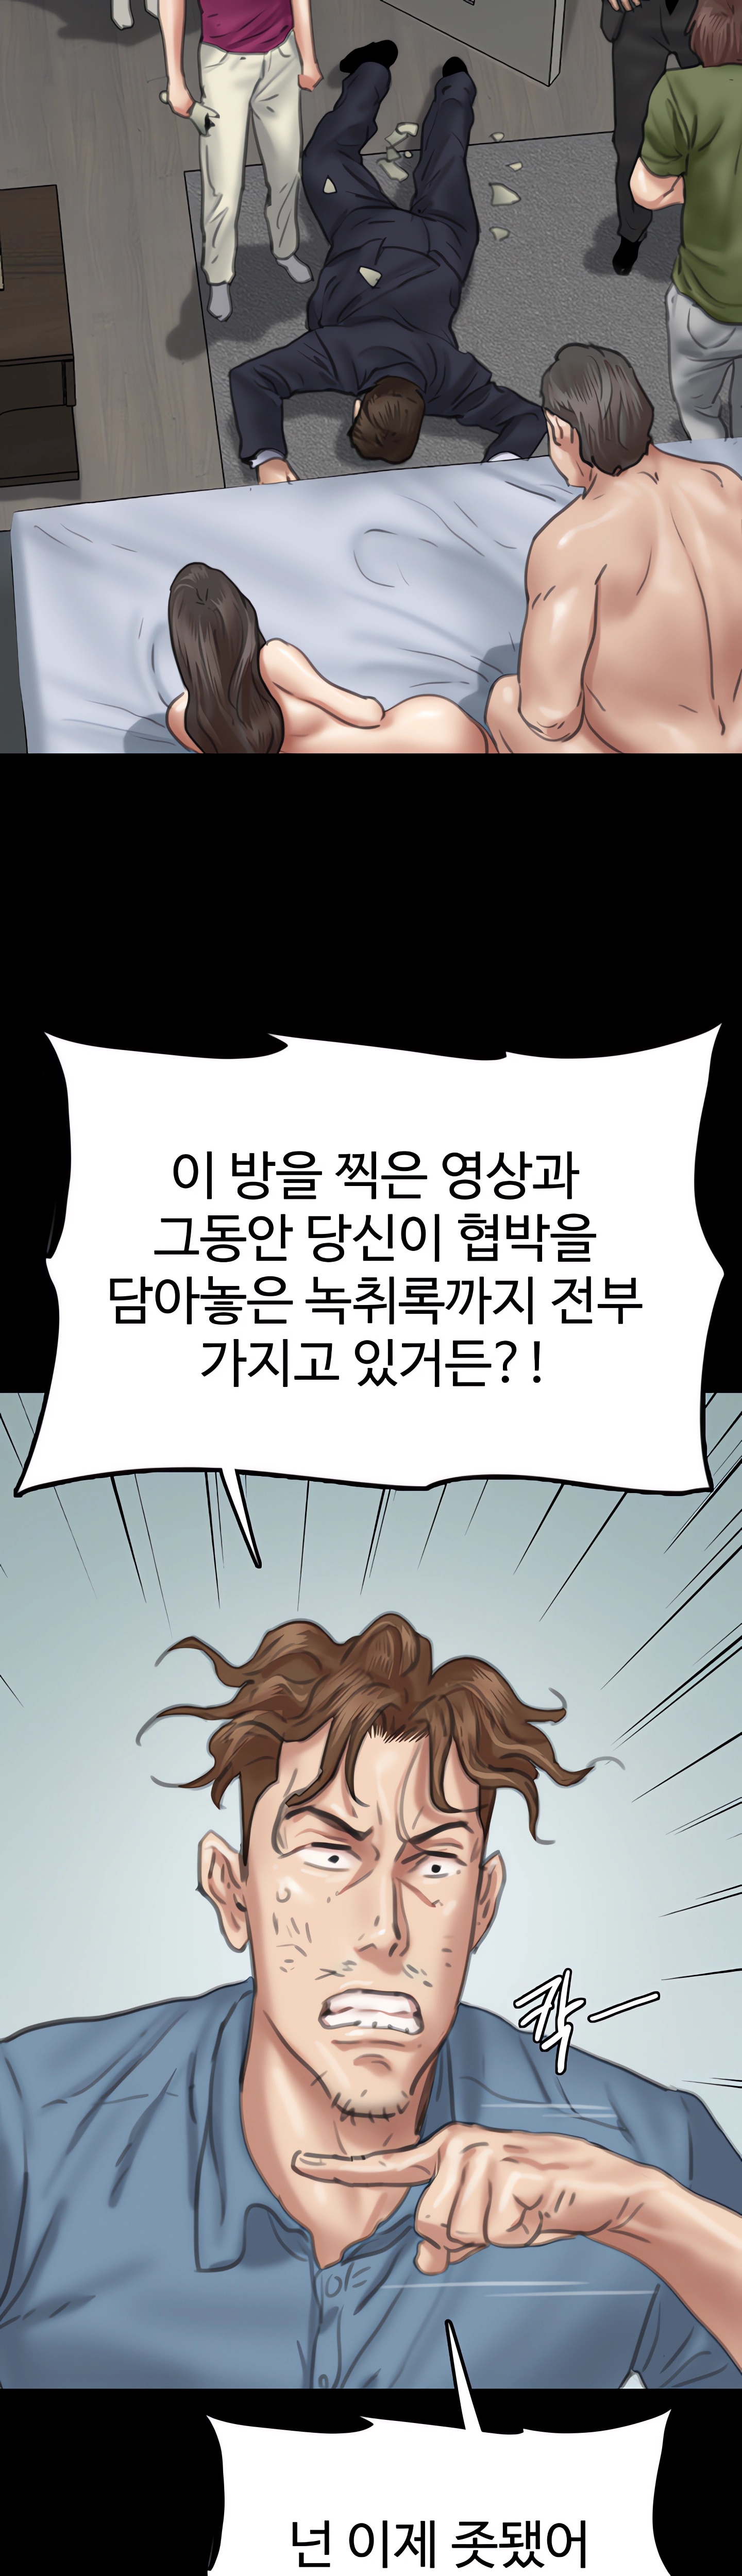 이 방을 찍은 영상과
그동안 당신이 협박을
담아놓은 녹취록까지 전부
가지고 있거든?!
칵-
넌 이제 좃됐어